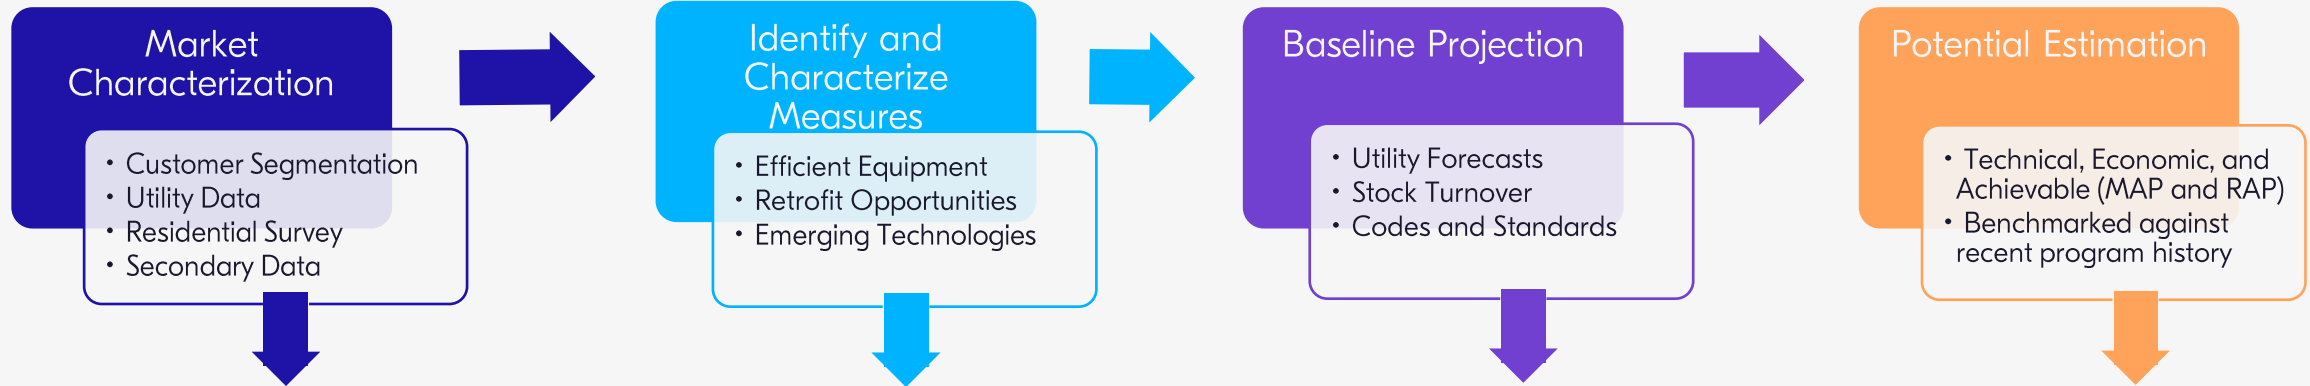 Market
Characterization
• Customer Segmentation
• Utility Data
• Residential Survey
• Secondary Data
Identify and
Characterize
Measures
• Efficient Equipment
• Retrofit Opportunities
• Emerging Technologies
Baseline Projection
• Utility Forecasts
• Stock Turnover
• Codes and Standards
Potential Estimation
• Technical, Economic, and
Achievable (MAP and RAP)
• Benchmarked against
recent program history